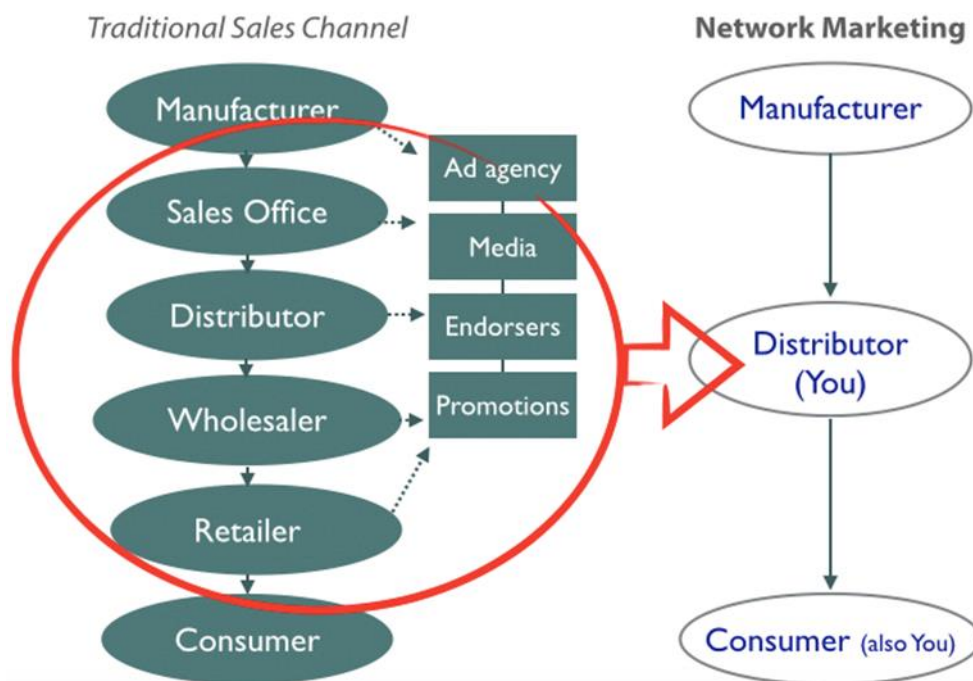 Traditional Sales Channel
Manufacturer
Sales Office
Distributor
Wholesaler
Retailer
Consumer
Ad agency
Media
Endorsers
Promotions
Network Marketing
Manufacturer
Distributor
(You)
Consumer (also You)